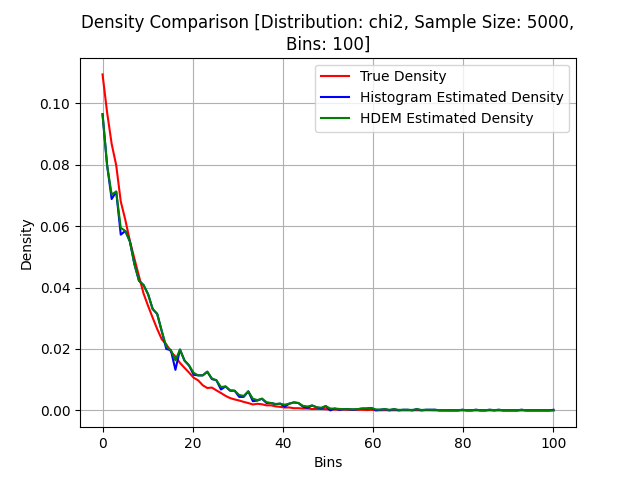 Density Comparison [Distribution: chi2, Sample Size: 5000,
Bins: 100]
True Density
Histogram Estimated Density
HDEM Estimated Density
Density
0.10
0.08
0.06
0.04
0.02
0.00
0 20 40 60 80 100
Bins